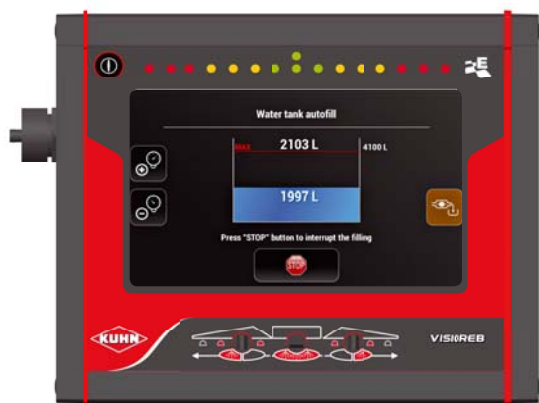 Water tank autofill
MAX 2103 L 4100 L
1997 L
Press "STOP" button to interrupt the filling
STOP
KUHN
VISIOREB